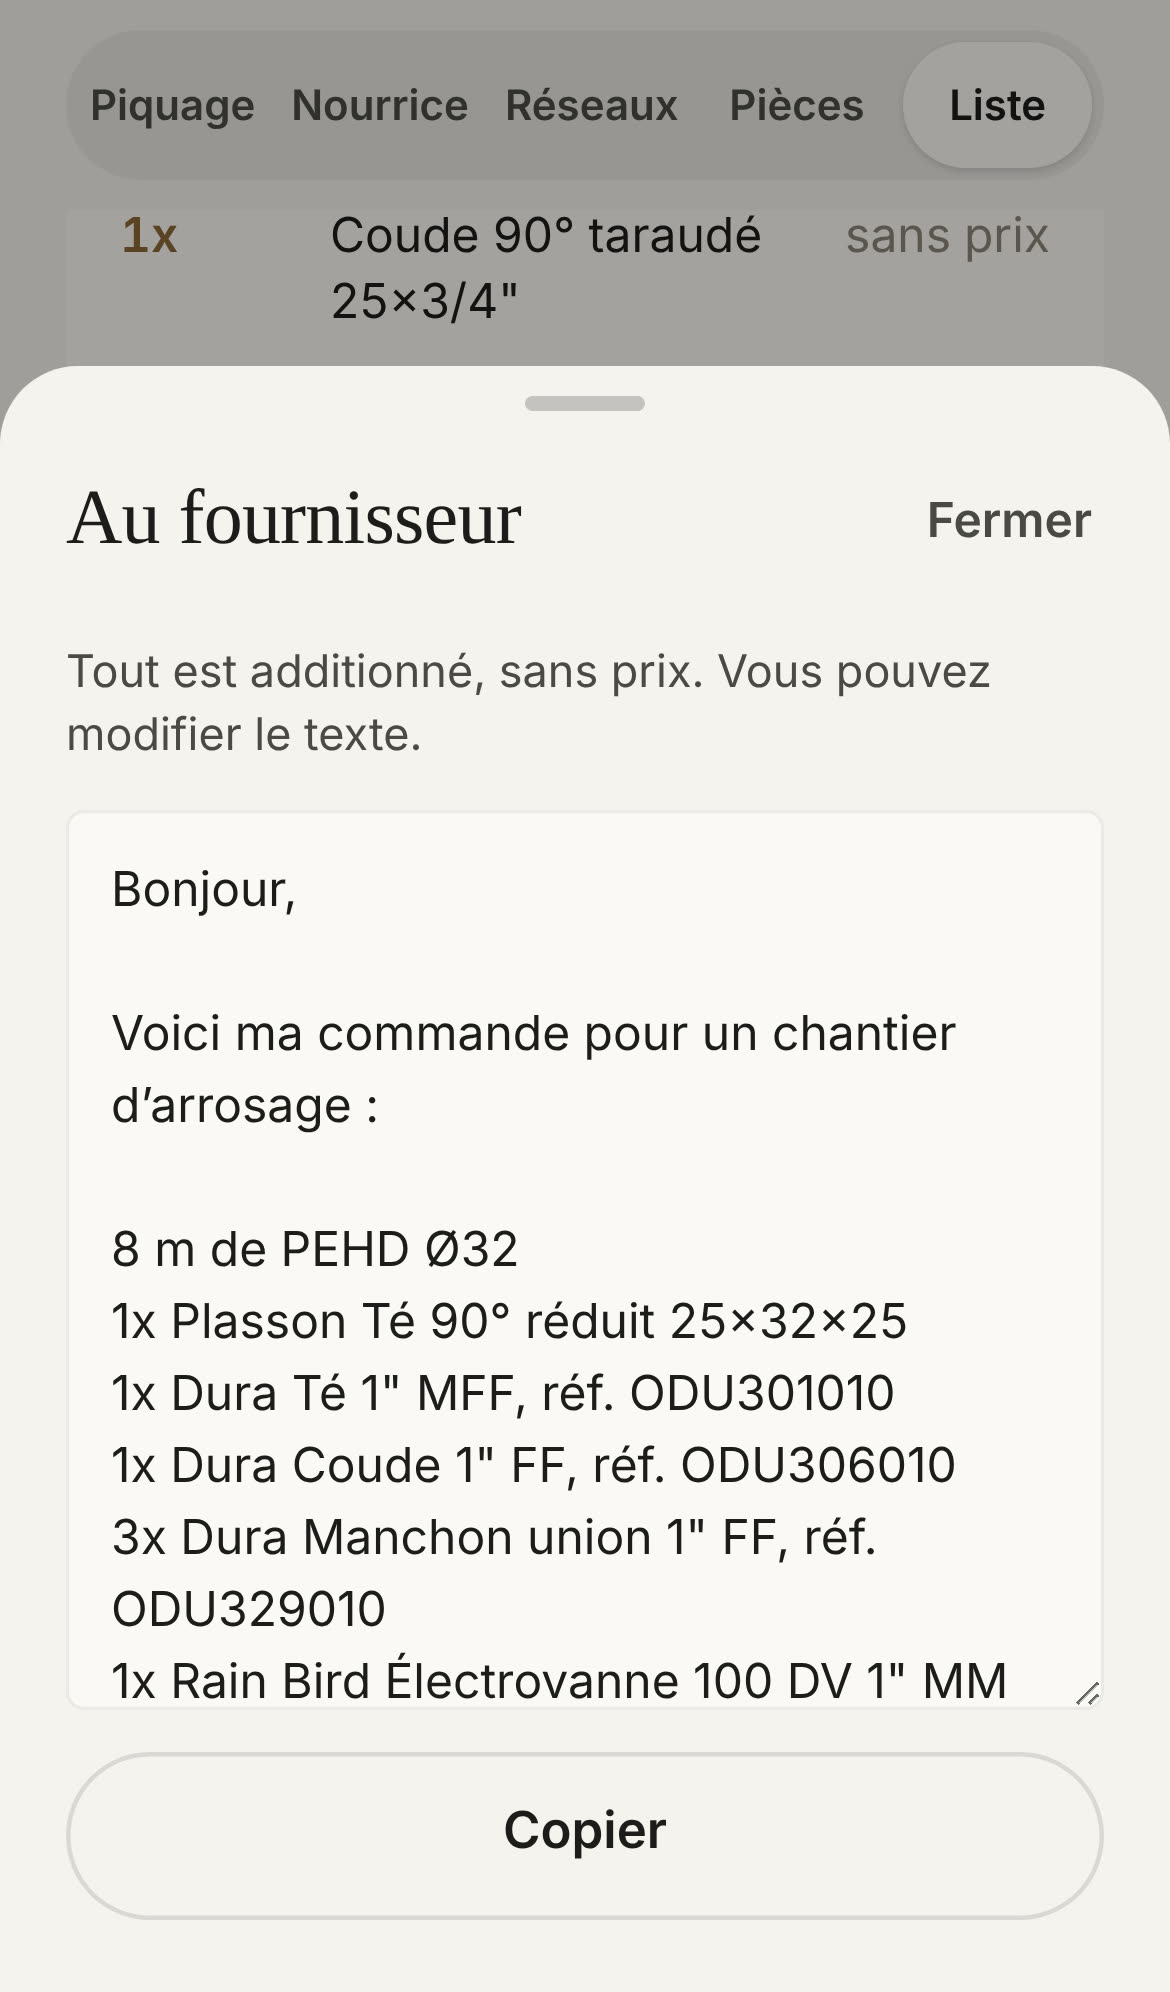 Piquage Nourrice Réseaux Pièces Liste
1x Coude 90° taraudé sans prix
25×3/4"
Au fournisseur
Fermer
Tout est additionné, sans prix. Vous pouvez
modifier le texte.
Bonjour,
Voici ma commande pour un chantier
d’arrosage :
8 m de PEHD Ø32
1x Plasson Té 90° réduit 25×32×25
1x Dura Té 1" MFF, réf. ODU301010
1x Dura Coude 1" FF, réf. ODU306010
3x Dura Manchon union 1" FF, réf.
ODU329010
1x Rain Bird Électrovanne 100 DV 1" MM
Copier